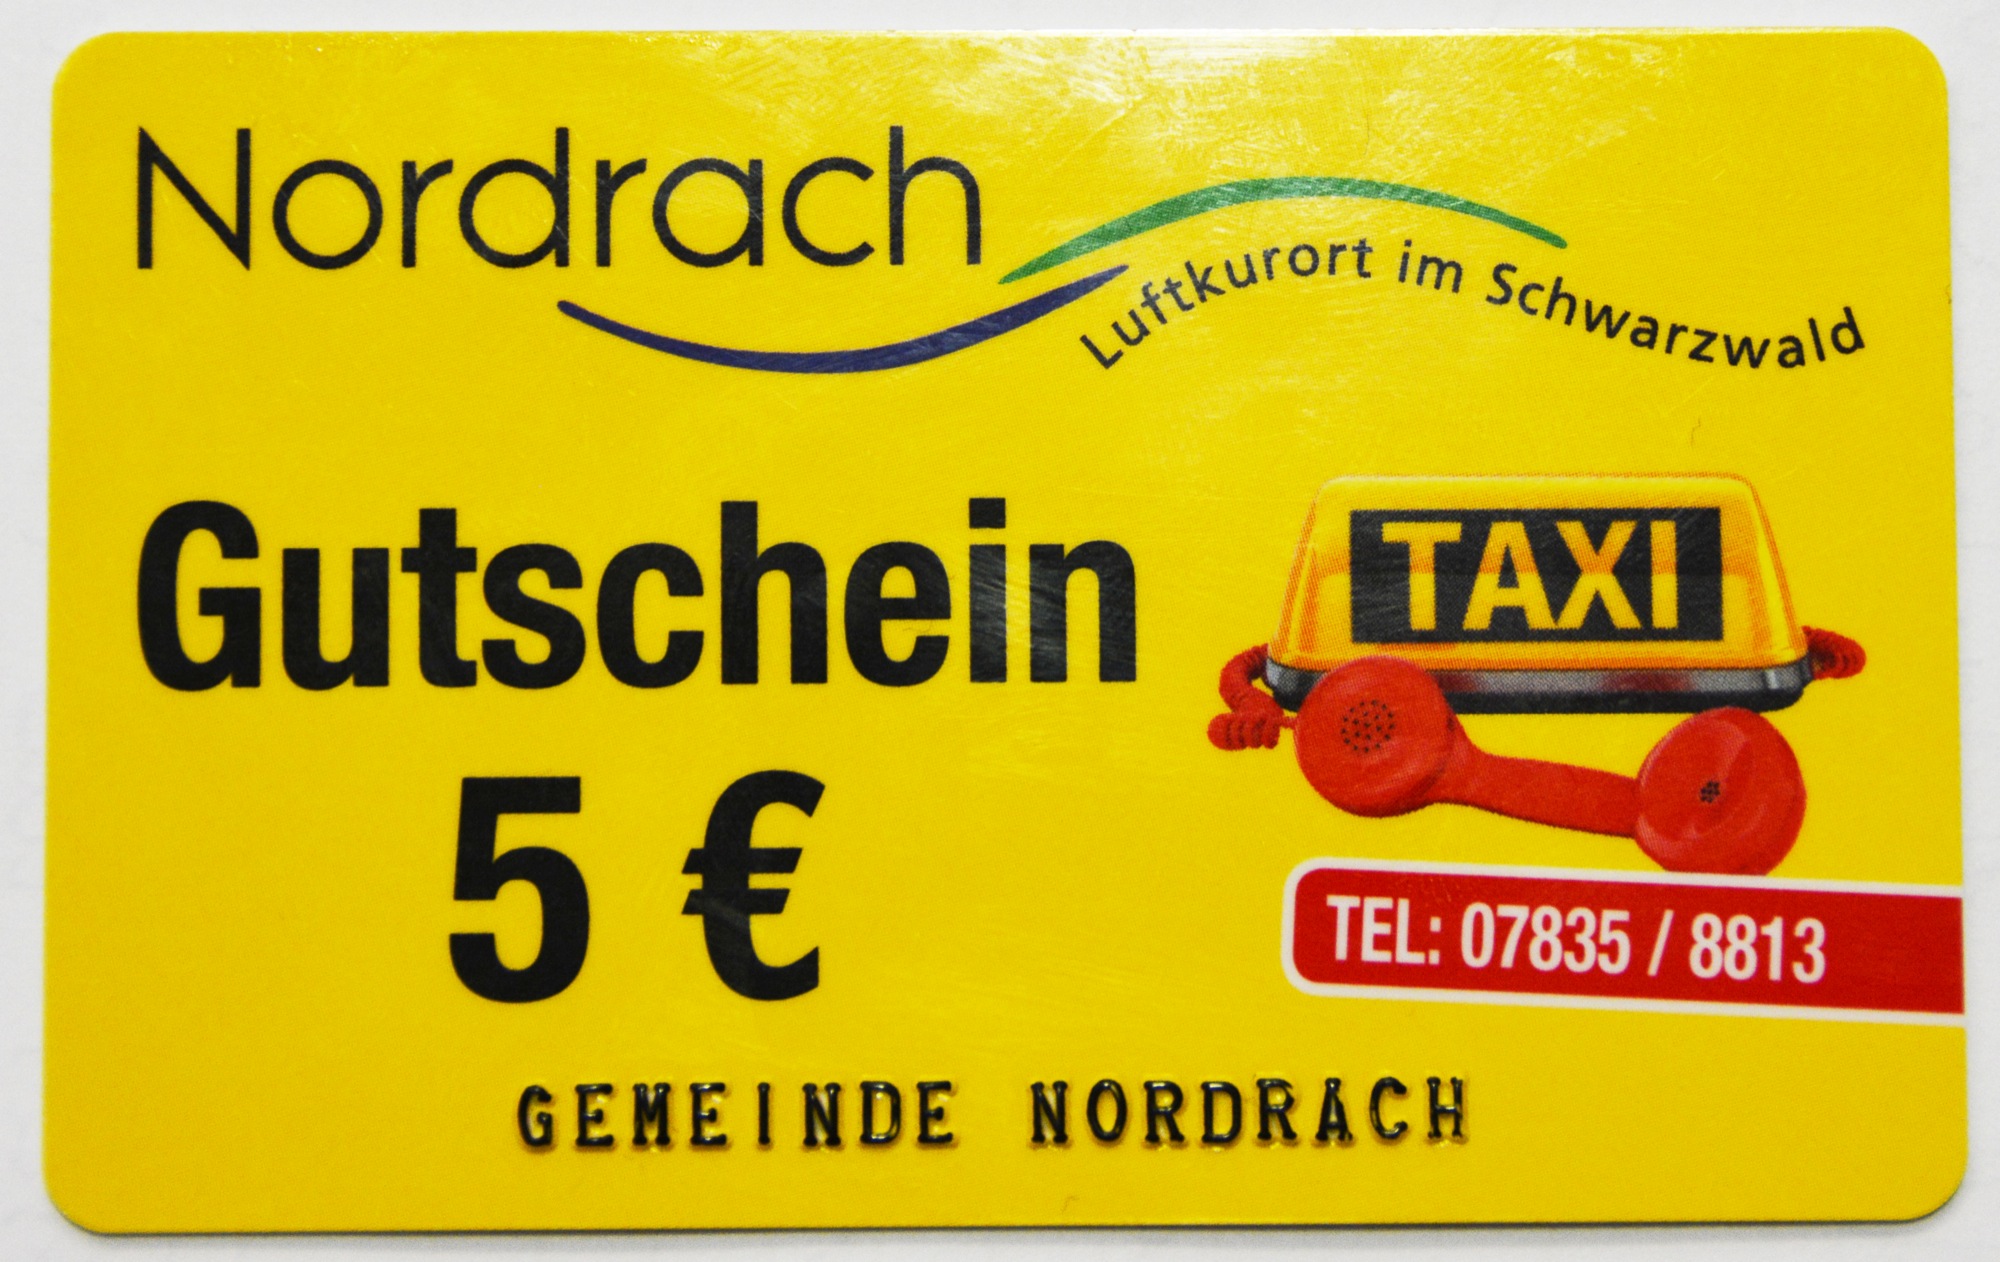 Nordrach
Luftkurort im Schwarzwald
Gutschein
5 €
TAXI
TEL: 07835 / 8813
GEMEINDE NORDRACH